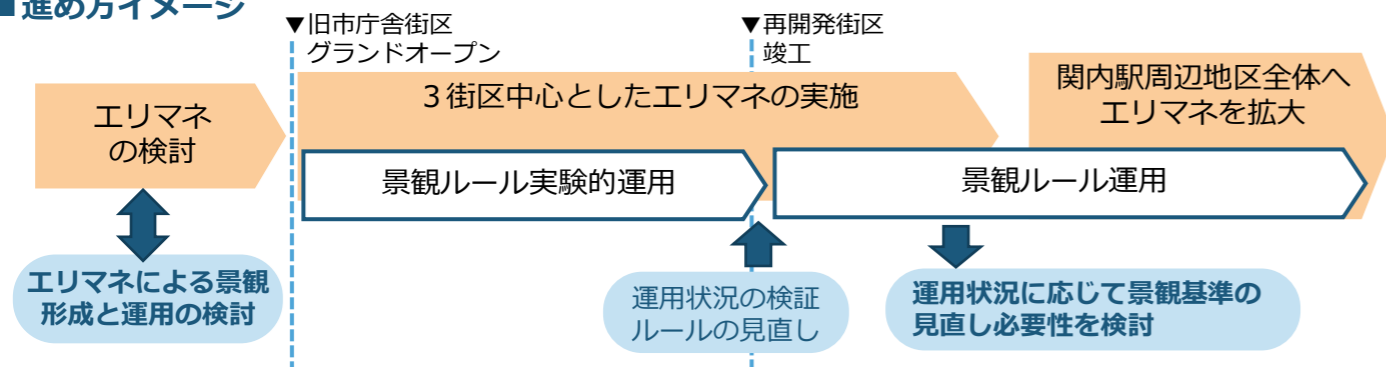 ■進め方イメージ
▼旧市庁舎街区
グランドオープン
▼再開発街区
竣工
エリマネ
の検討
３街区中心としたエリマネの実施
関内駅周辺地区全体へ
エリマネを拡大
景観ルール実験的運用
景観ルール運用
エリマネによる景観
形成と運用の検討
運用状況の検証
ルールの見直し
運用状況に応じて景観基準の
見直し必要性を検討